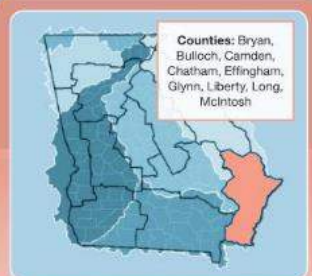 Counties: Bryan,
Bulloch, Camden,
Chatham, Effingham,
Glynn, Liberty, Long,
McIntosh